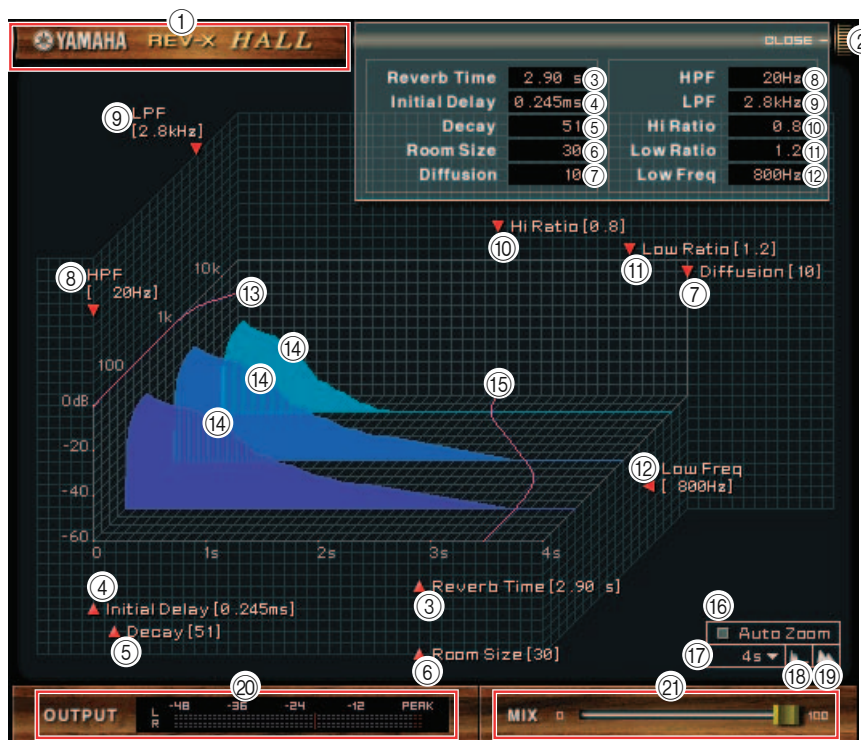 ① ②
YAMAHA REV-X HALL
CLOSE -
Reverb Time 2.90 s ③ HPF 20Hz ⑧
Initial Delay 0.245ms ④ LPF 2.8kHz ⑨
Decay 51 ⑤ Hi Ratio 0.8 ⑩
Room Size 30 ⑥ Low Ratio 1.2 ⑪
Diffusion 10 ⑦ Low Freq 800Hz ⑫
⑨ LPF
[2.8kHz]
Hi Ratio [0.8]
⑩
Low Ratio [1.2]
⑪
Diffusion [10]
⑦
⑧ HPF
[ 20Hz]
10k
⑬
1k
100
⑭
⑭
⑭
⑮
0dB
-20
-40
-60
0 1s 2s 3s 4s
⑫ Low Freq
[ 800Hz]
④
Initial Delay [0.245ms]
Decay [51]
⑤
Reverb Time [2.90 s]
③
Room Size [30]
⑥
⑯
Auto Zoom
⑰ 4s
⑱ ⑲
⑳
OUTPUT L R -48 -36 -24 -12 PEAK
㉑
MIX 0 100